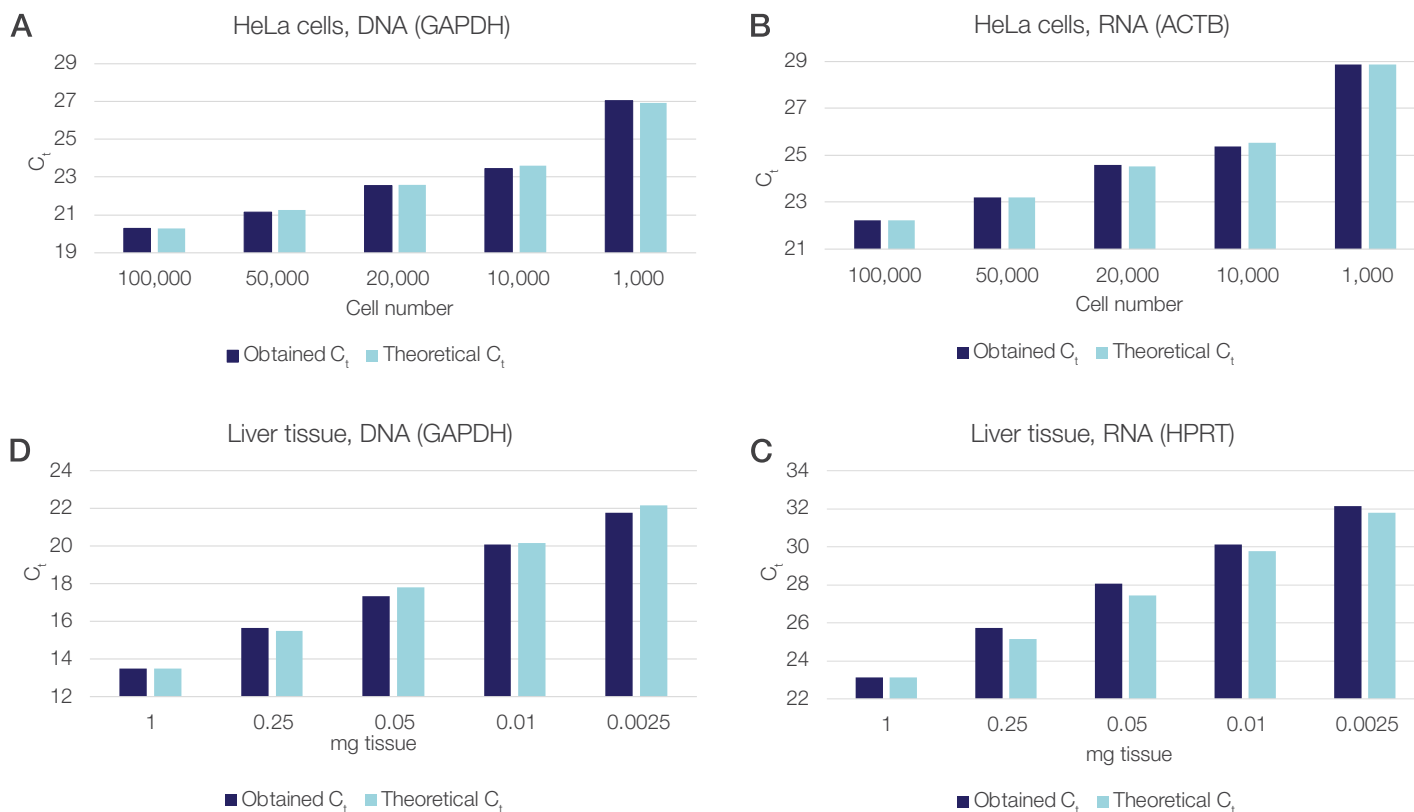 A
HeLa cells, DNA (GAPDH)
29
27
25
23
21
19
Cₜ
100,000 50,000 20,000 10,000 1,000
Cell number
Obtained Cₜ Theoretical Cₜ
B
HeLa cells, RNA (ACTB)
29
27
25
23
21
Cₜ
100,000 50,000 20,000 10,000 1,000
Cell number
Obtained Cₜ Theoretical Cₜ
D
Liver tissue, DNA (GAPDH)
24
22
20
18
16
14
12
Cₜ
1 0.25 0.05 0.01 0.0025
mg tissue
Obtained Cₜ Theoretical Cₜ
C
Liver tissue, RNA (HPRT)
34
32
30
28
26
24
22
Cₜ
1 0.25 0.05 0.01 0.0025
mg tissue
Obtained Cₜ Theoretical Cₜ